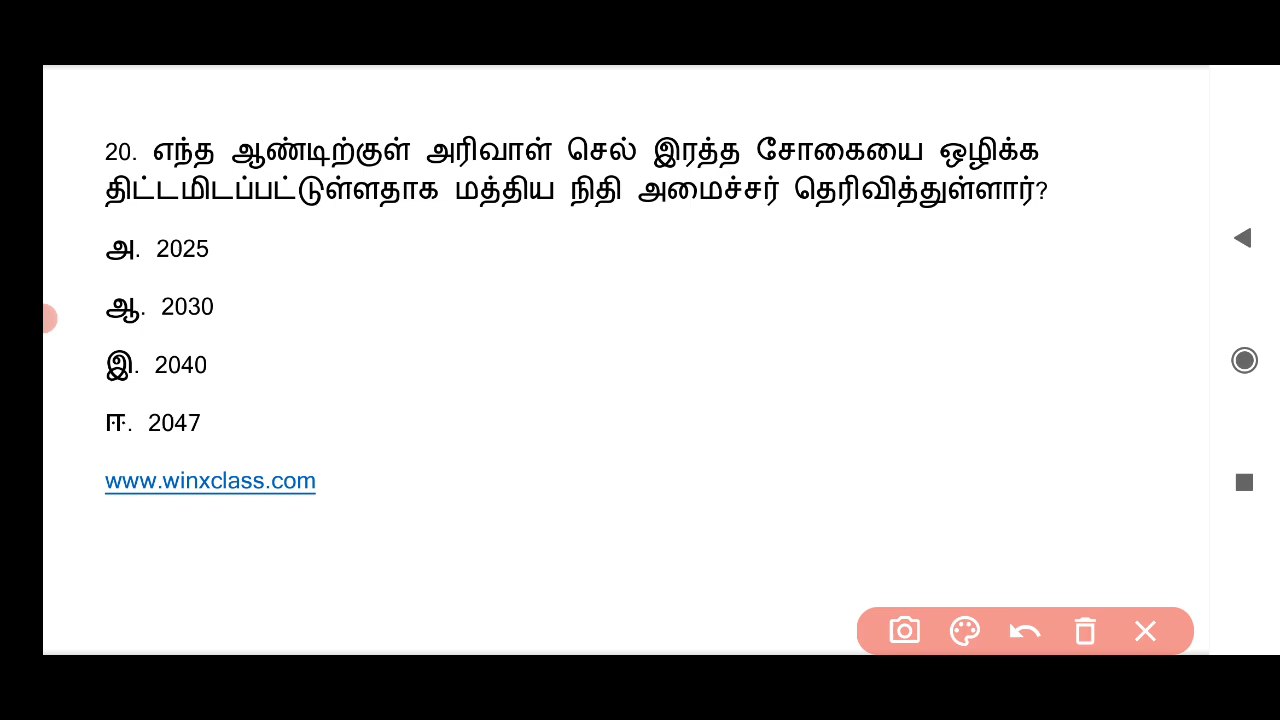 20. எந்த ஆண்டிற்குள் அரிவாள் செல் இரத்த சோகையை ஒழிக்க
திட்டமிடப்பட்டுள்ளதாக மத்திய நிதி அமைச்சர் தெரிவித்துள்ளார்?
அ. 2025
ஆ. 2030
இ. 2040
ஈ. 2047
www.winxclass.com